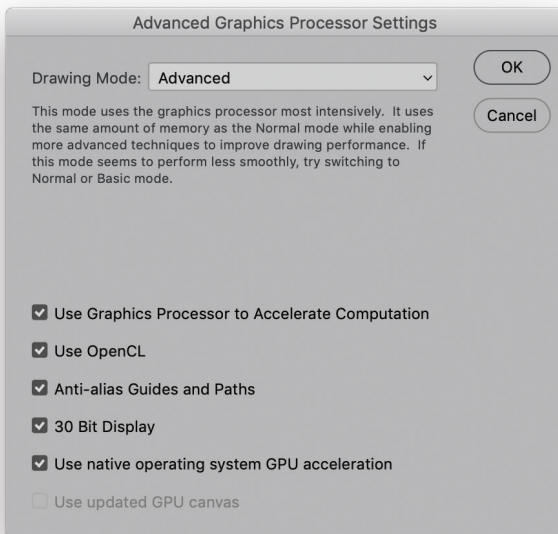 Advanced Graphics Processor Settings
Drawing Mode: Advanced
OK
This mode uses the graphics processor most intensively. It uses
the same amount of memory as the Normal mode while enabling
more advanced techniques to improve drawing performance. If
this mode seems to perform less smoothly, try switching to
Normal or Basic mode.
Cancel
Use Graphics Processor to Accelerate Computation
Use OpenCL
Anti-alias Guides and Paths
30 Bit Display
Use native operating system GPU acceleration
Use updated GPU canvas